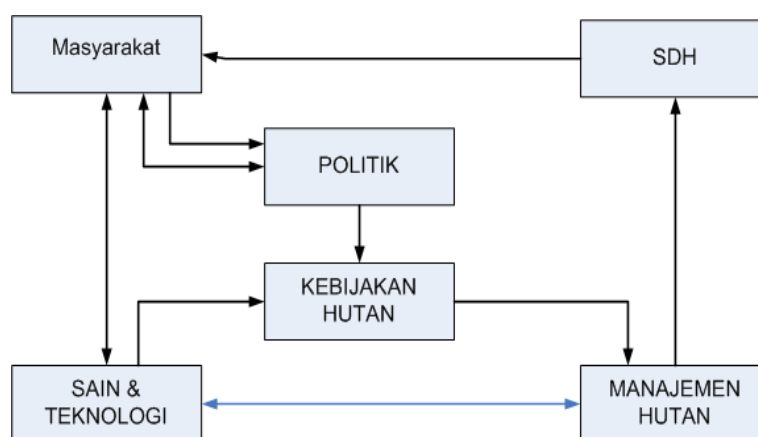 Masyarakat
SDH
POLITIK
KEBIJAKAN
HUTAN
SAIN &
TEKNOLOGI
MANAJEMEN
HUTAN